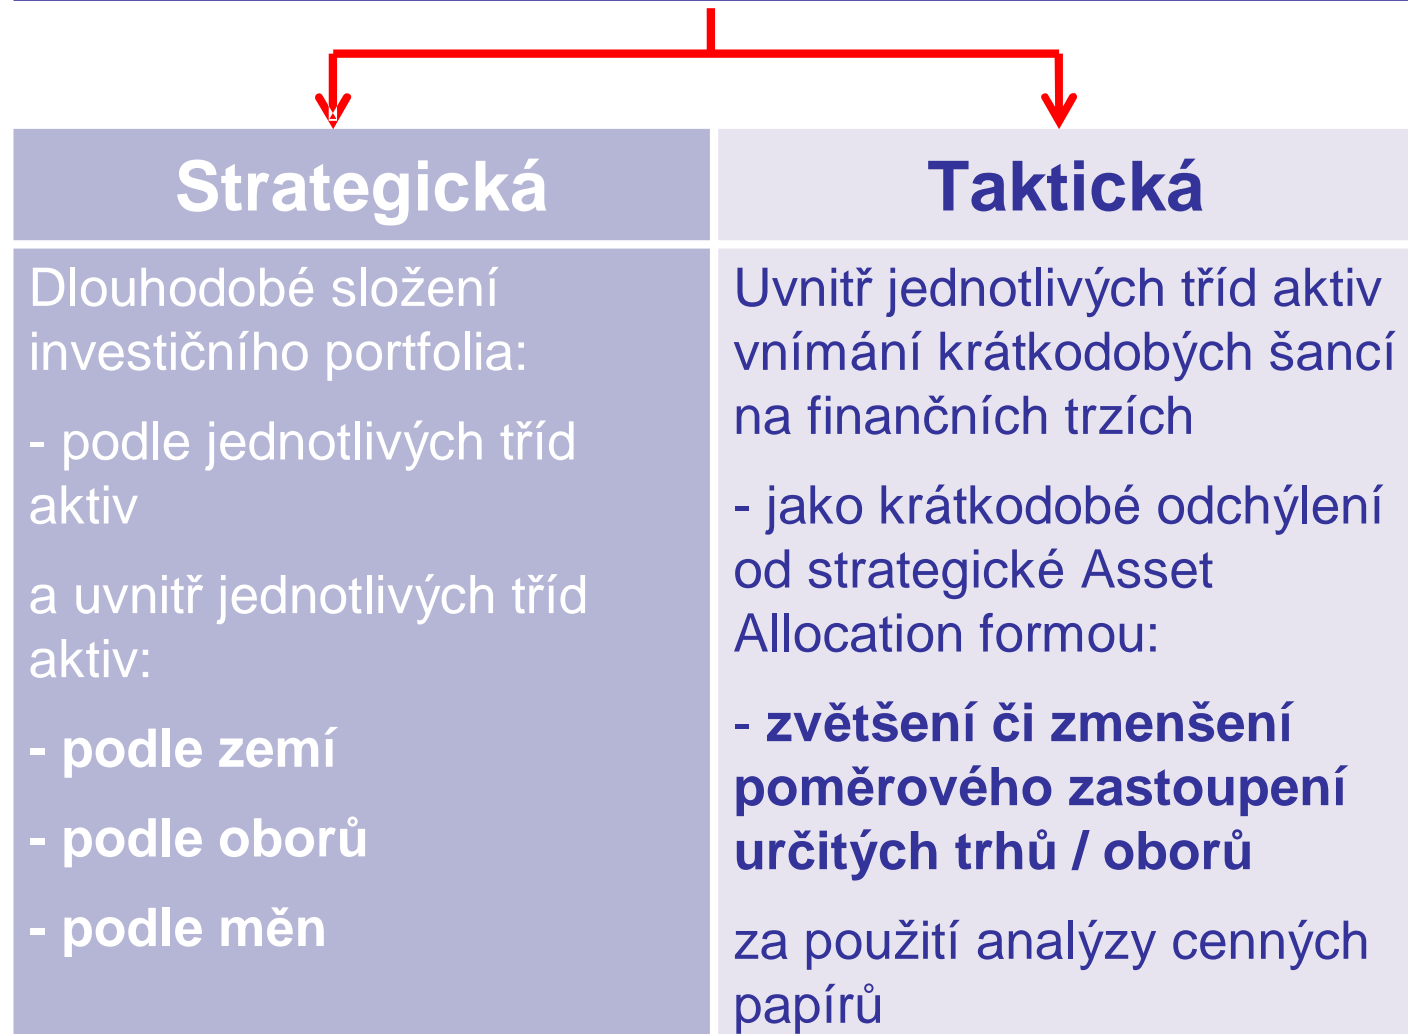 Strategická
Dlouhodobé složení
investičního portfolia:
- podle jednotlivých tříd
aktiv
a uvnitř jednotlivých tříd
aktiv:
- podle zemí
- podle oborů
- podle měn
Taktická
Uvnitř jednotlivých tříd aktiv
vnímání krátkodobých šancí
na finančních trzích
- jako krátkodobé odchýlení
od strategické Asset
Allocation formou:
- zvětšení či zmenšení
poměrového zastoupení
určitých trhů / oborů
za použití analýzy cenných
papírů